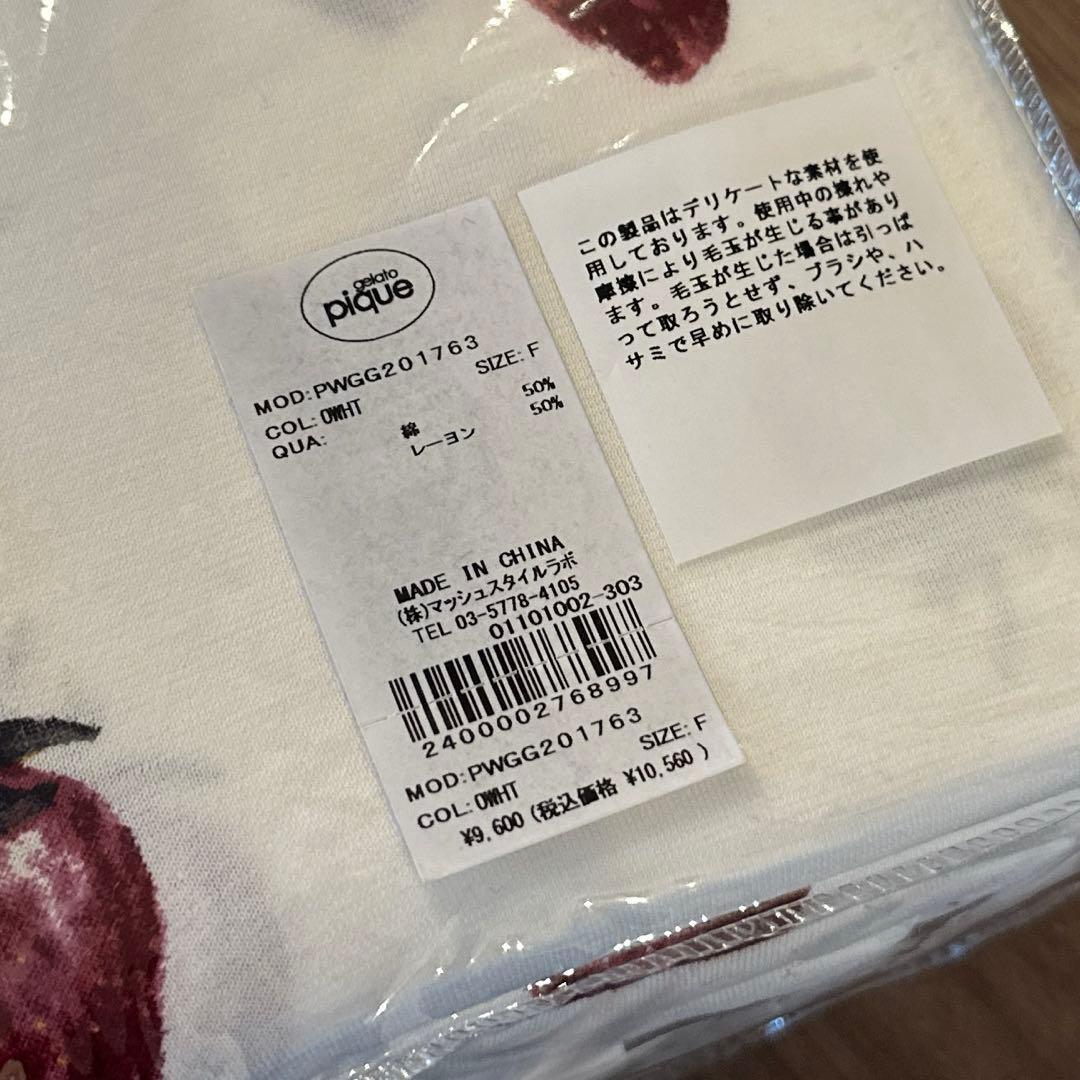 gelato
pique
MOD:PWGG201763
COL:OWHT SIZE:F
QUA: 綿 50%
レーヨン 50%
MADE IN CHINA
(株)マッシュスタイルラボ
TEL 03-5778-4105
01101002-303
2400002768997
MOD:PWGG201763
COL:OWHT SIZE:F
¥9,600 (税込価格 ¥10,560 )
この製品はデリケートな素材を使
用しております。使用中の擦れや
摩擦により毛玉が生じる事があり
ます。毛玉が生じた場合は引っぱ
って取ろうとせず、ブラシや、ハ
サミで早めに取り除いてください。